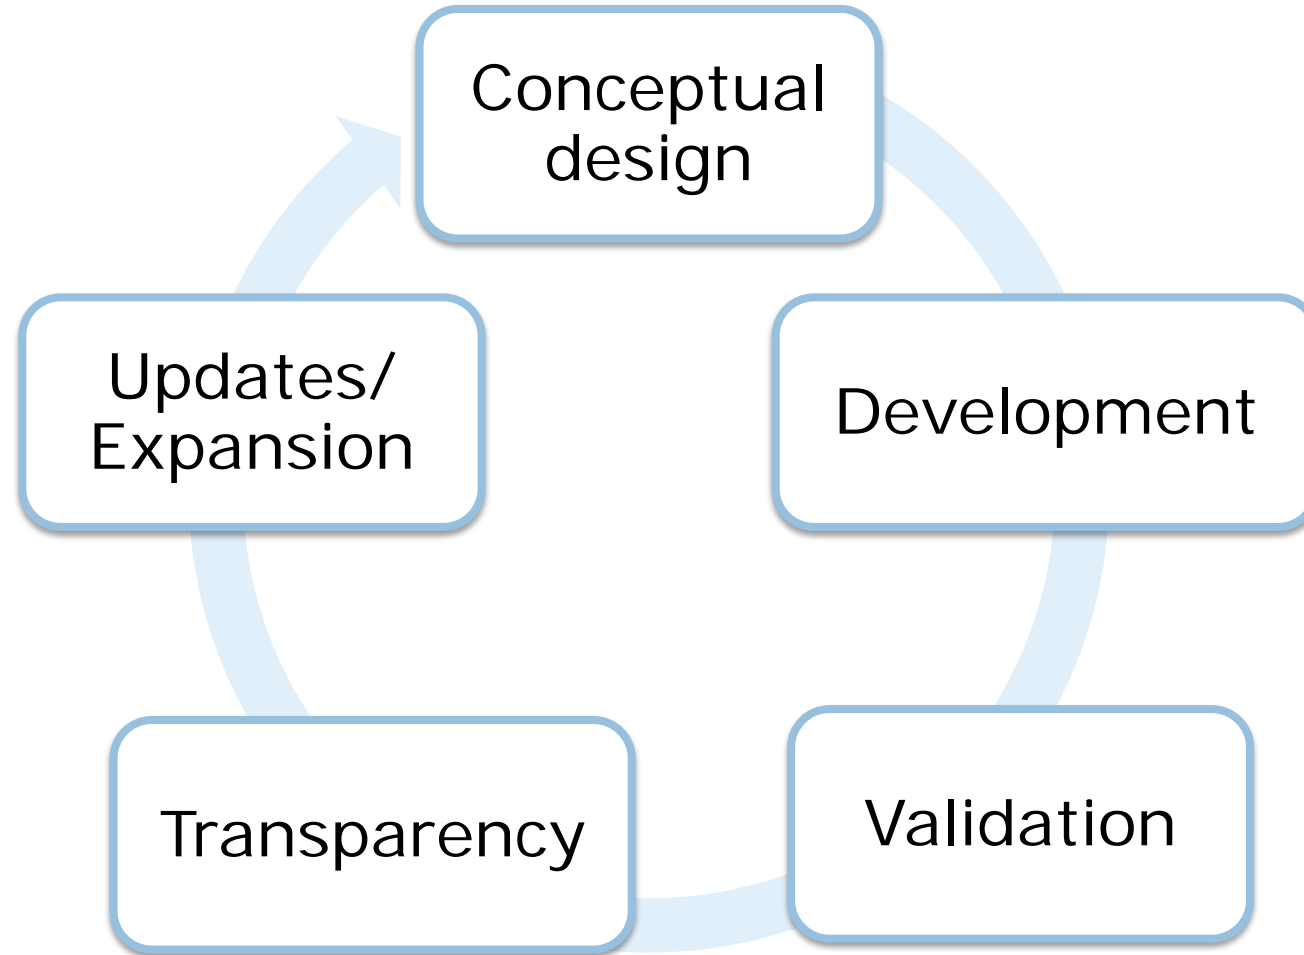 Conceptual
design
Development
Validation
Transparency
Updates/
Expansion